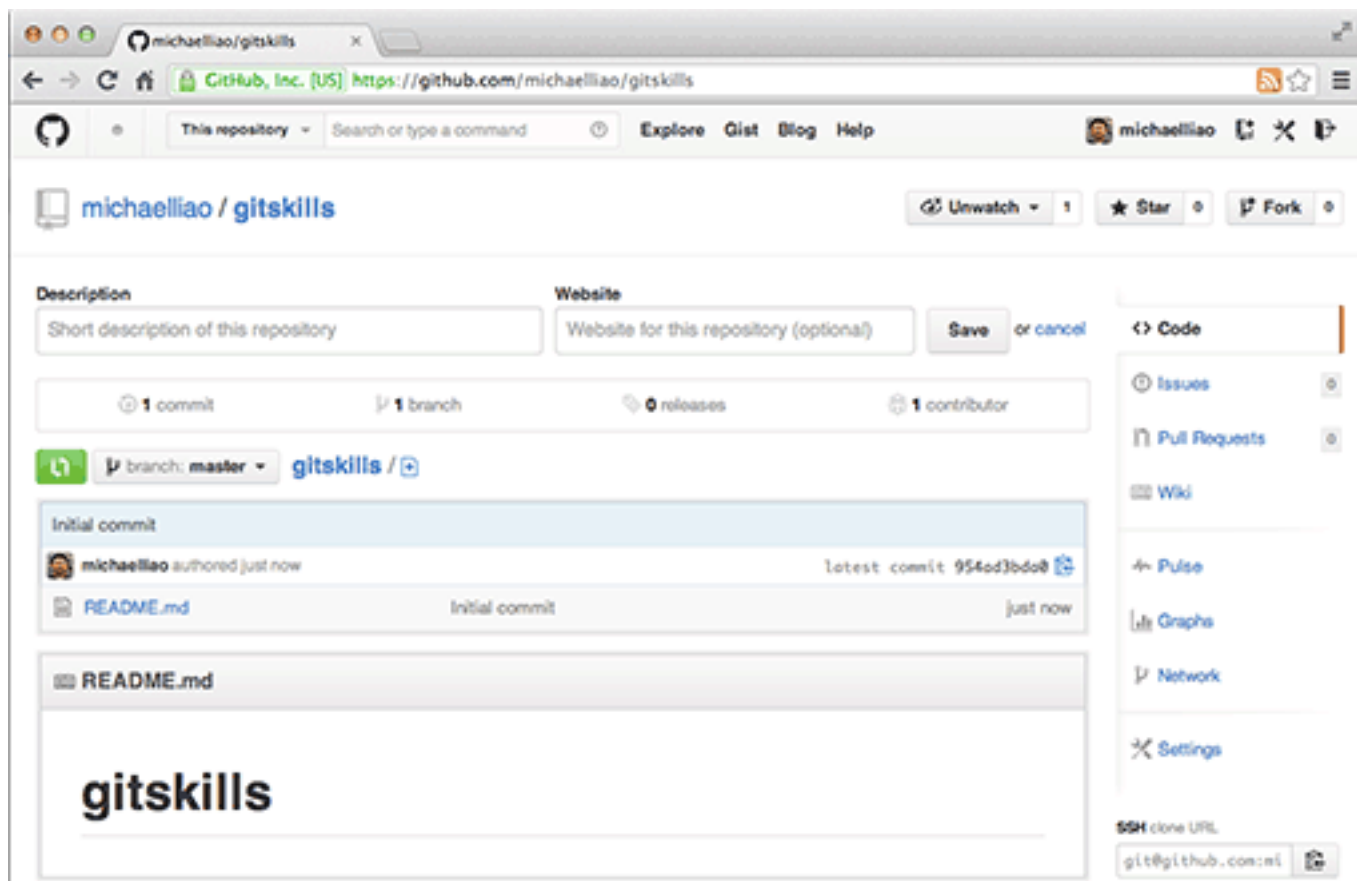 michaelliao/gitskills
GitHub, Inc. [US] https://github.com/michaelliao/gitskills
This repository Search or type a command Explore Gist Blog Help michaelliao
michaelliao / gitskills Unwatch 1 Star 0 Fork 0
Description Website
Short description of this repository Website for this repository (optional) Save or cancel
<> Code
Issues 0
1 commit 1 branch 0 releases 1 contributor
Pull Requests 0
branch: master gitskills /
Wiki
Initial commit
michaelliao authored just now latest commit 954ad3bda0
Pulse
README.md Initial commit just now
Graphs
README.md
Network
Settings
gitskills
SSH clone URL
git@github.com:mi